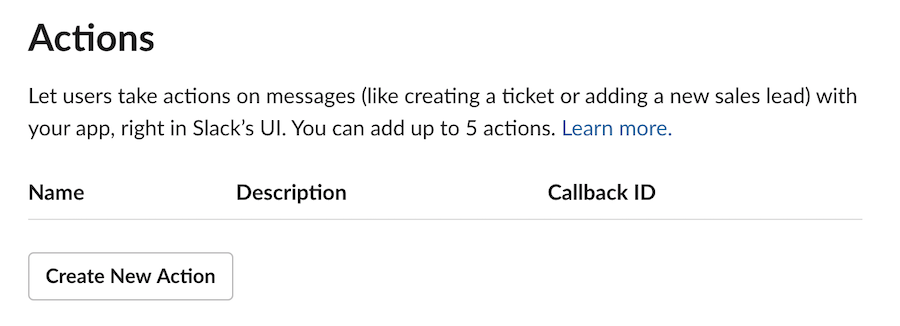 Actions
Let users take actions on messages (like creating a ticket or adding a new sales lead) with
your app, right in Slack’s UI. You can add up to 5 actions. Learn more.
Name Description Callback ID
Create New Action